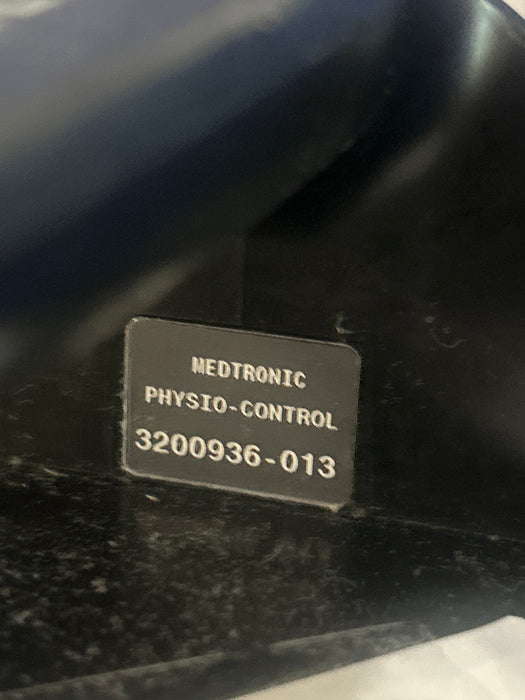 MEDTRONIC
PHYSIO-CONTROL
3200936-013